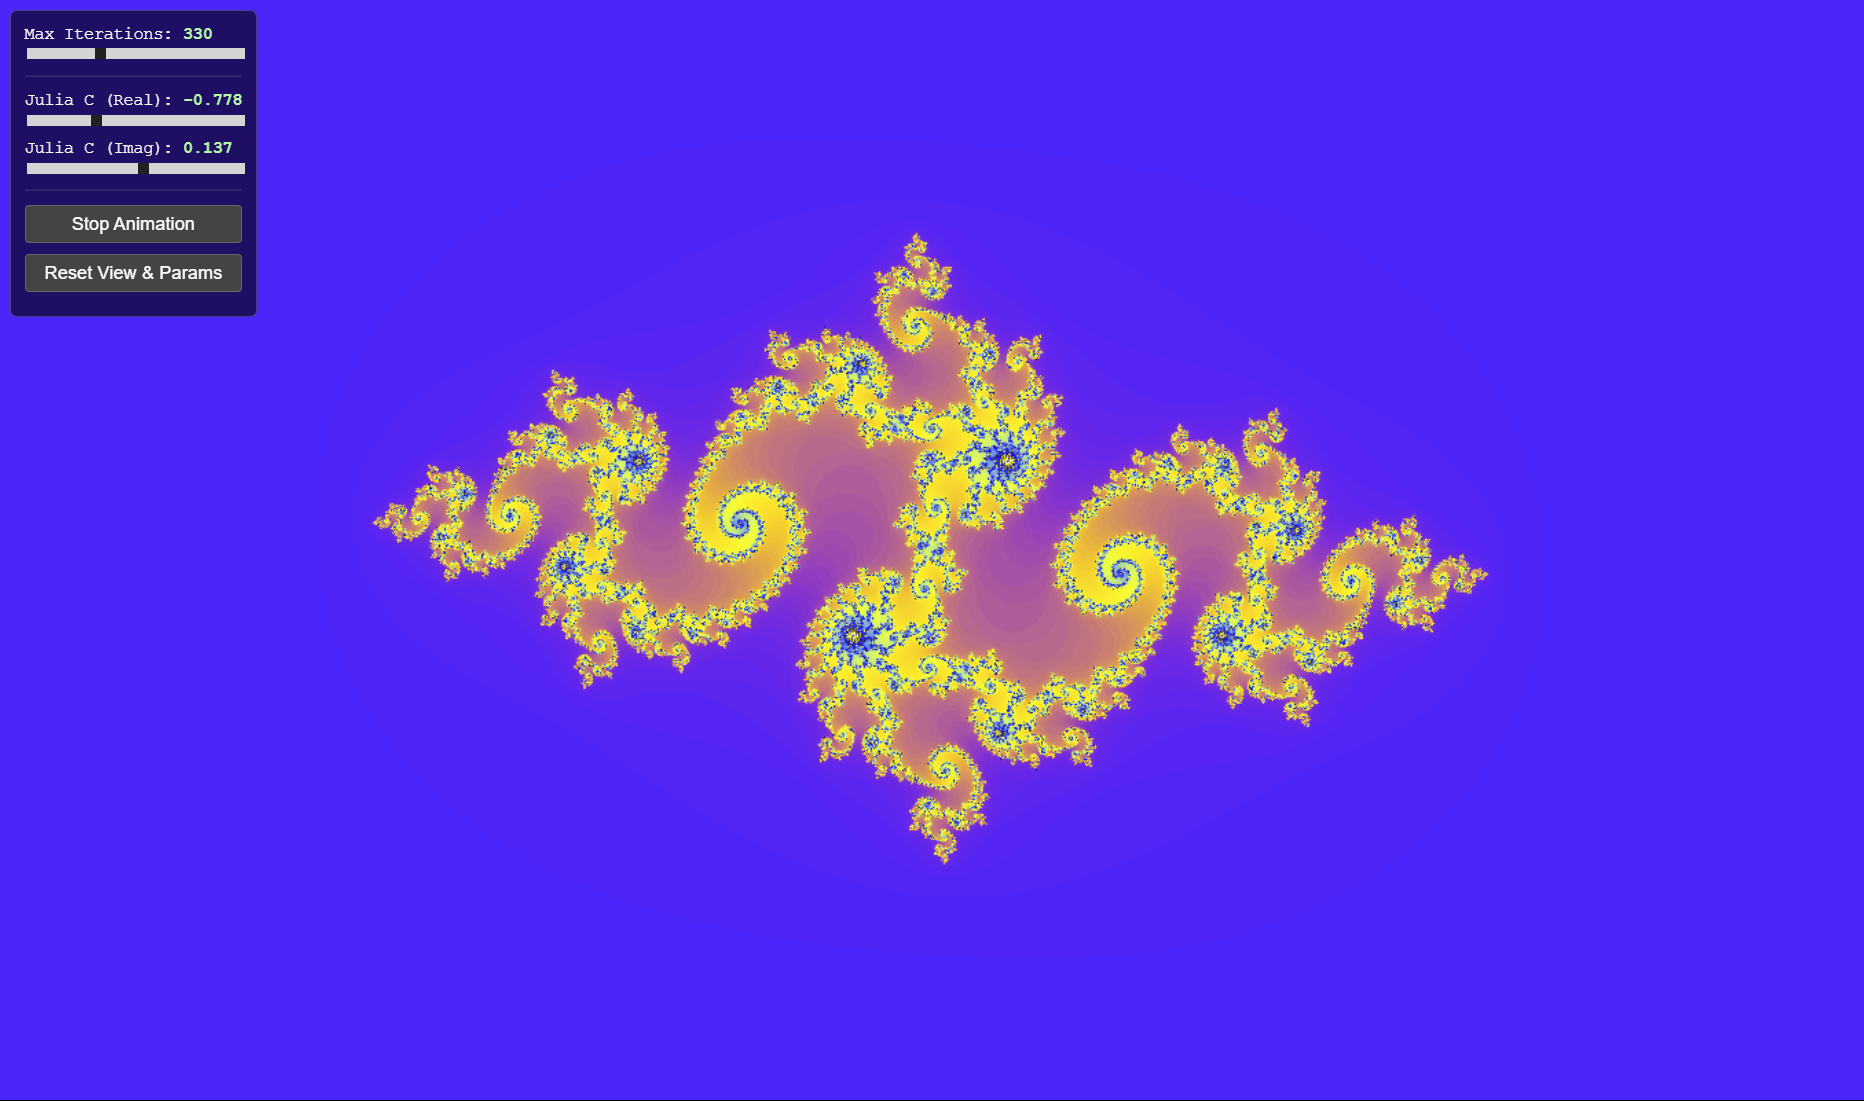 Max Iterations: 330
Julia C (Real): -0.778
Julia C (Imag): 0.137
Stop Animation
Reset View & Params